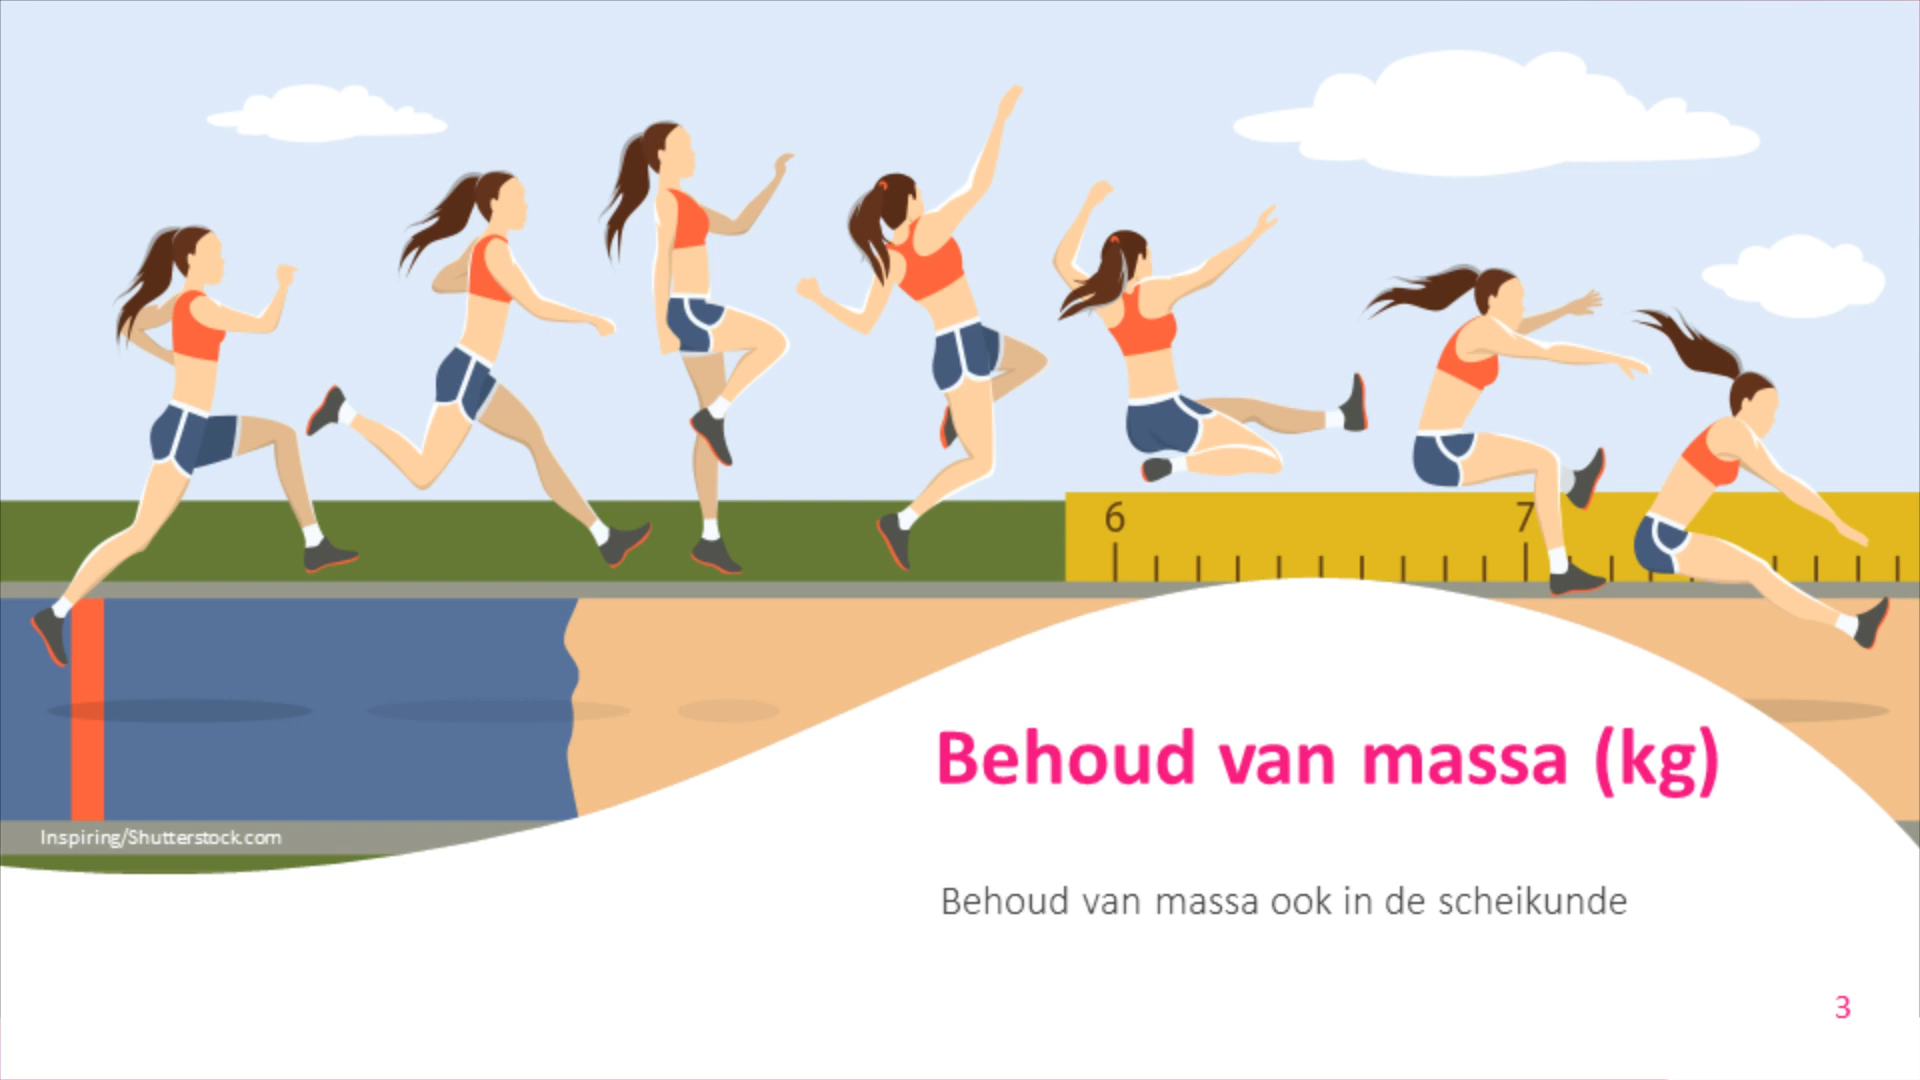 6
7
Behoud van massa (kg)
Inspiring/Shutterstock.com
Behoud van massa ook in de scheikunde
3